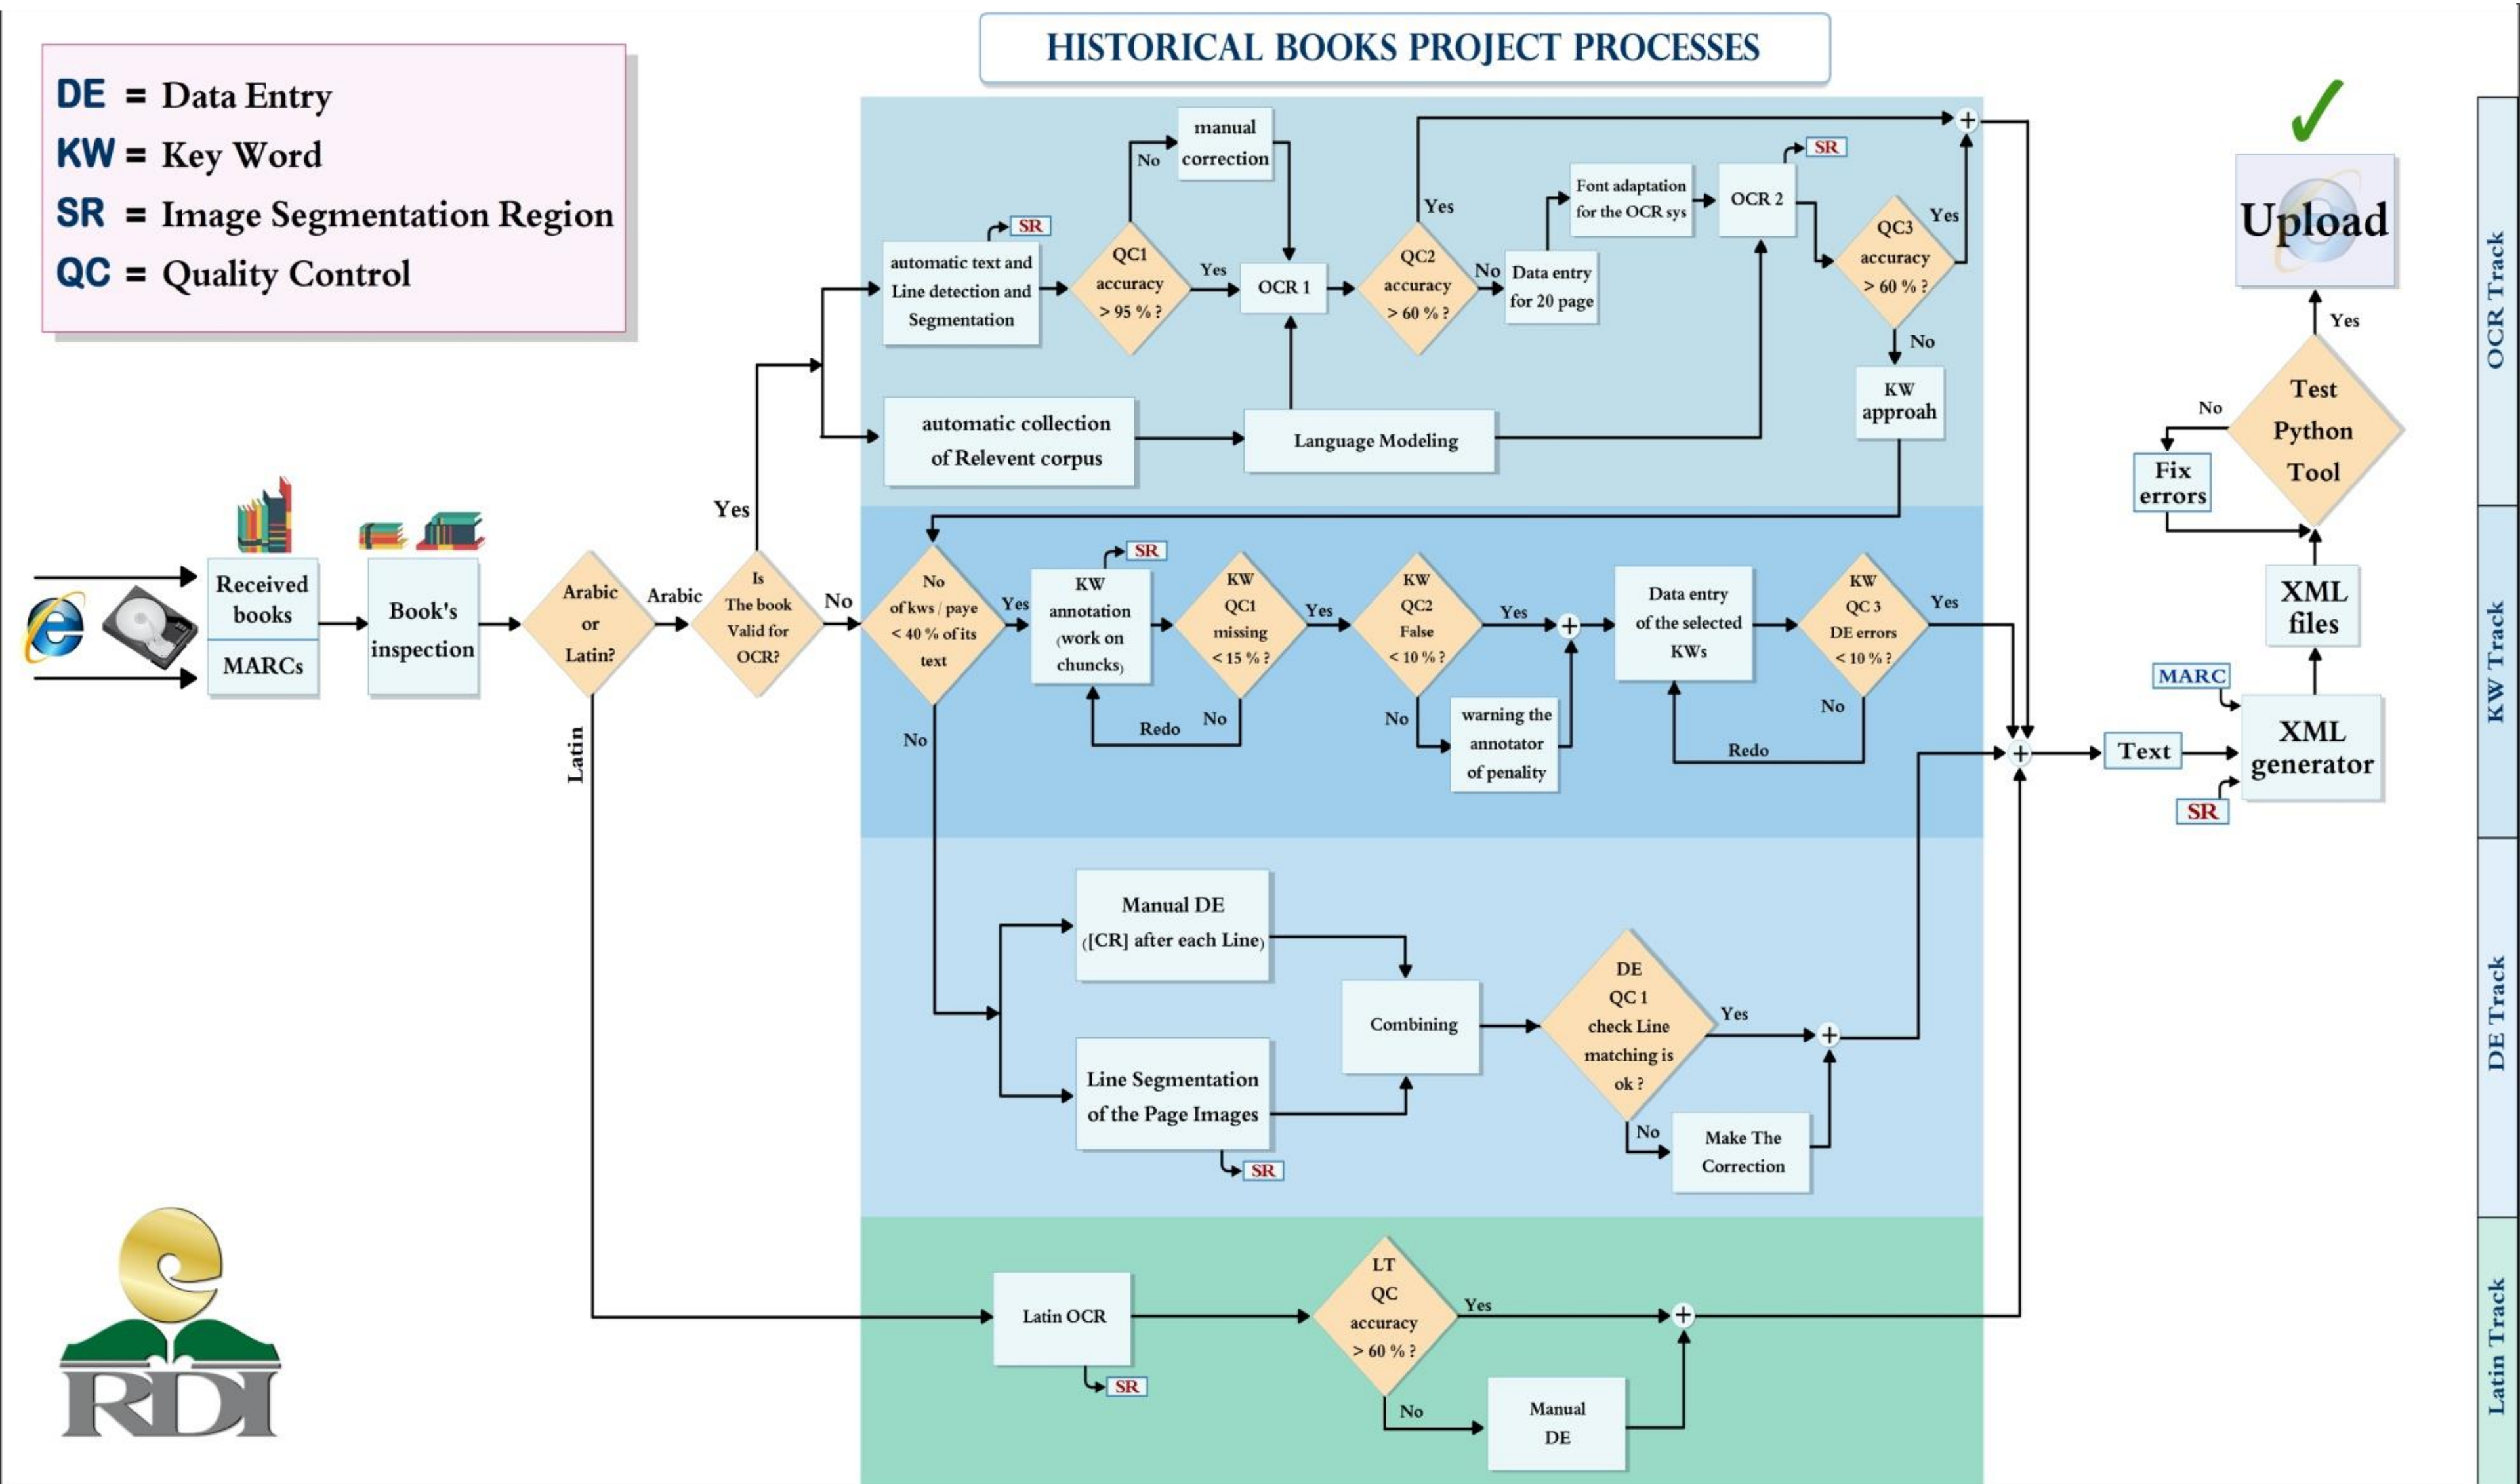 HISTORICAL BOOKS PROJECT PROCESSES
DE = Data Entry
KW = Key Word
SR = Image Segmentation Region
QC = Quality Control
Received
books
MARCs
Book's
inspection
Arabic
or
Latin?
Arabic
Latin
Is
The book
Valid for
OCR?
Yes
No
automatic text and
Line detection and
Segmentation
SR
QC1
accuracy
> 95 % ?
No
manual
correction
Yes
OCR 1
QC2
accuracy
> 60 % ?
Yes
No
Data entry
for 20 page
Font adaptation
for the OCR sys
OCR 2
SR
QC3
accuracy
> 60 % ?
Yes
+
No
KW
approah
automatic collection
of Relevent corpus
Language Modeling
OCR Track
No
of kws / paye
< 40 % of its
text
Yes
No
KW
annotation
(work on
chuncks)
SR
KW
QC1
missing
< 15 % ?
Yes
No
Redo
KW
QC2
False
< 10 % ?
Yes
No
warning the
annotator
of penality
+
Data entry
of the selected
KWs
KW
QC 3
DE errors
< 10 % ?
Yes
No
Redo
KW Track
Manual DE
([CR] after each Line)
Line Segmentation
of the Page Images
SR
Combining
DE
QC 1
check Line
matching is
ok ?
Yes
No
Make The
Correction
+
DE Track
Latin OCR
SR
LT
QC
accuracy
> 60 % ?
Yes
No
Manual
DE
+
Latin Track
+
Text
MARC
SR
XML
generator
XML
files
Test
Python
Tool
No
Fix
errors
Yes
Upload
RDI